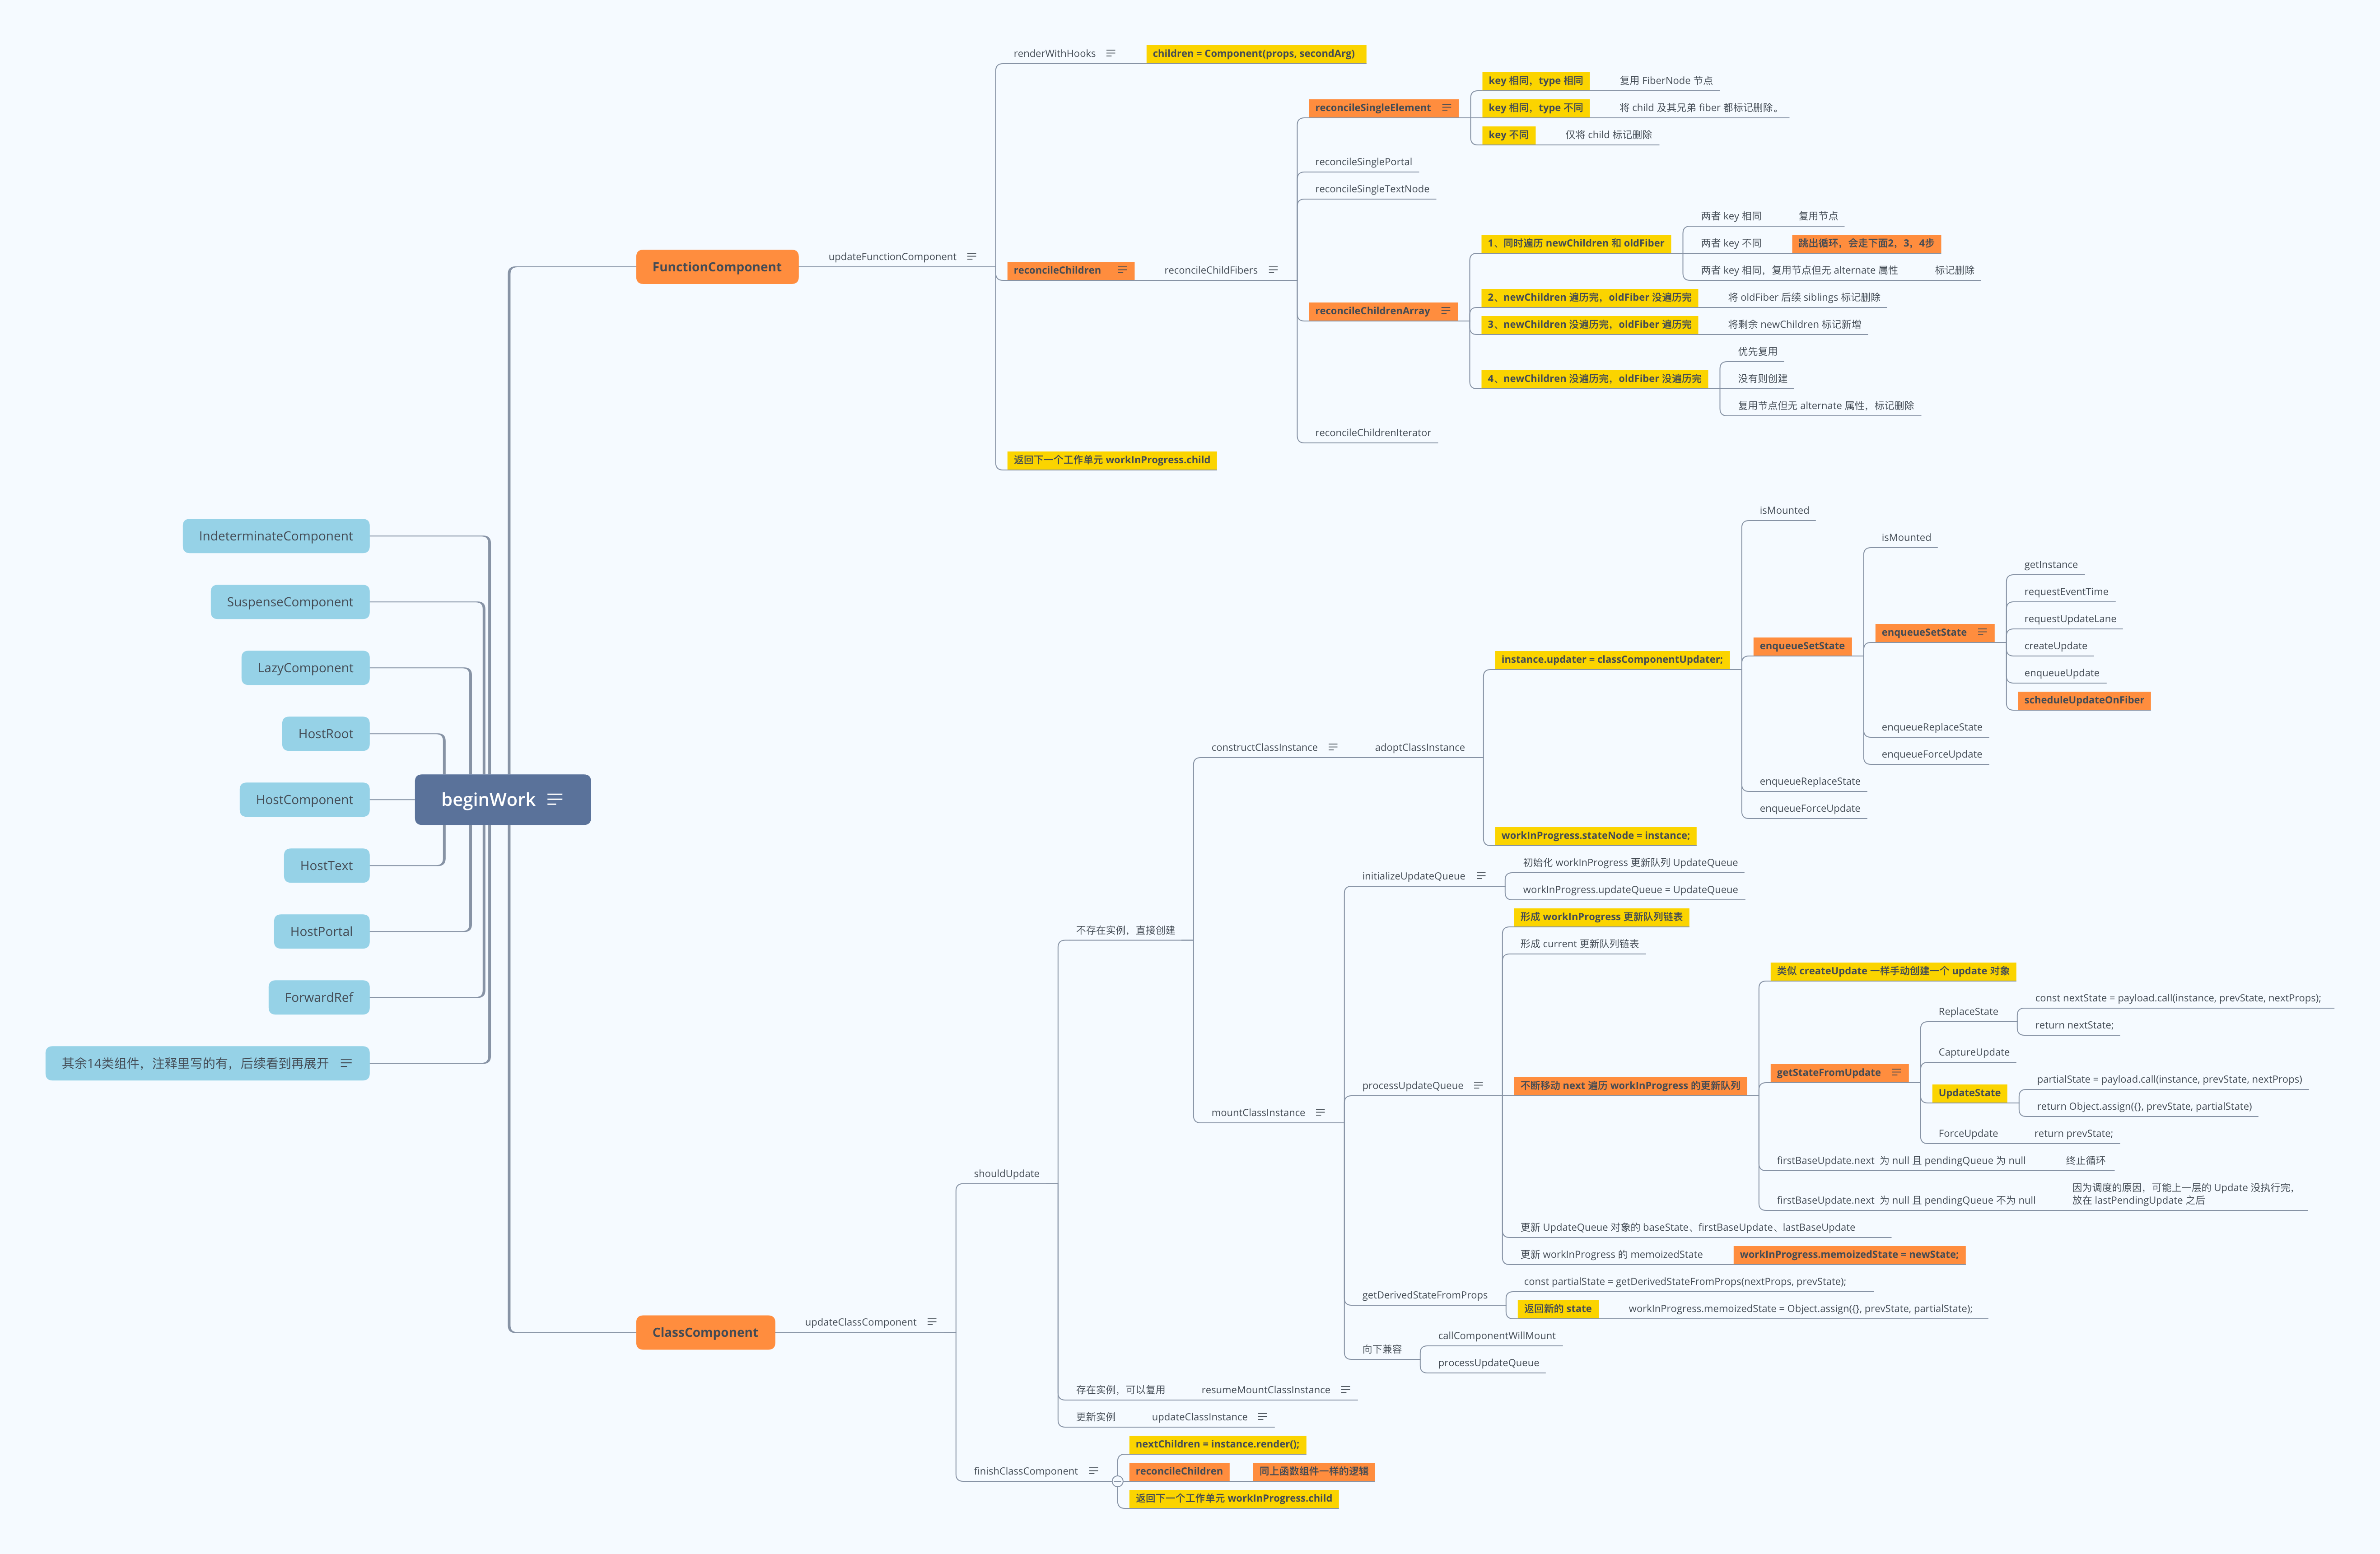 beginWork
FunctionComponent
updateFunctionComponent
renderWithHooks
children = Component(props, secondArg)
reconcileChildren
reconcileChildFibers
reconcileSingleElement
key 相同，type 相同
复用 FiberNode 节点
key 相同，type 不同
将 child 及其兄弟 fiber 都标记删除。
key 不同
仅将 child 标记删除
reconcileSinglePortal
reconcileSingleTextNode
reconcileChildrenArray
1、同时遍历 newChildren 和 oldFiber
两者 key 相同
复用节点
两者 key 不同
跳出循环，会走下面2，3，4步
两者 key 相同，复用节点但无 alternate 属性
标记删除
2、newChildren 遍历完，oldFiber 没遍历完
将 oldFiber 后续 siblings 标记删除
3、newChildren 没遍历完，oldFiber 遍历完
将剩余 newChildren 标记新增
4、newChildren 没遍历完，oldFiber 没遍历完
优先复用
没有则创建
复用节点但无 alternate 属性，标记删除
reconcileChildrenIterator
返回下一个工作单元 workInProgress.child
ClassComponent
updateClassComponent
shouldUpdate
不存在实例，直接创建
constructClassInstance
adoptClassInstance
instance.updater = classComponentUpdater;
isMounted
enqueueSetState
isMounted
enqueueSetState
getInstance
requestEventTime
requestUpdateLane
createUpdate
enqueueUpdate
scheduleUpdateOnFiber
enqueueReplaceState
enqueueForceUpdate
enqueueReplaceState
enqueueForceUpdate
workInProgress.stateNode = instance;
mountClassInstance
initializeUpdateQueue
初始化 workInProgress 更新队列 UpdateQueue
workInProgress.updateQueue = UpdateQueue
processUpdateQueue
形成 workInProgress 更新队列链表
形成 current 更新队列链表
不断移动 next 遍历 workInProgress 的更新队列
类似 createUpdate 一样手动创建一个 update 对象
getStateFromUpdate
ReplaceState
const nextState = payload.call(instance, prevState, nextProps);
return nextState;
CaptureUpdate
UpdateState
partialState = payload.call(instance, prevState, nextProps)
return Object.assign({}, prevState, partialState)
ForceUpdate
return prevState;
firstBaseUpdate.next 为 null 且 pendingQueue 为 null
终止循环
firstBaseUpdate.next 为 null 且 pendingQueue 不为 null
因为调度的原因，可能上一层的 Update 没执行完，
放在 lastPendingUpdate 之后
更新 UpdateQueue 对象的 baseState、firstBaseUpdate、lastBaseUpdate
更新 workInProgress 的 memoizedState
workInProgress.memoizedState = newState;
getDerivedStateFromProps
const partialState = getDerivedStateFromProps(nextProps, prevState);
返回新的 state
workInProgress.memoizedState = Object.assign({}, prevState, partialState);
向下兼容
callComponentWillMount
processUpdateQueue
存在实例，可以复用
resumeMountClassInstance
更新实例
updateClassInstance
finishClassComponent
nextChildren = instance.render();
reconcileChildren
同上函数组件一样的逻辑
返回下一个工作单元 workInProgress.child
IndeterminateComponent
SuspenseComponent
LazyComponent
HostRoot
HostComponent
HostText
HostPortal
ForwardRef
其余14类组件，注释里写的有，后续看到再展开